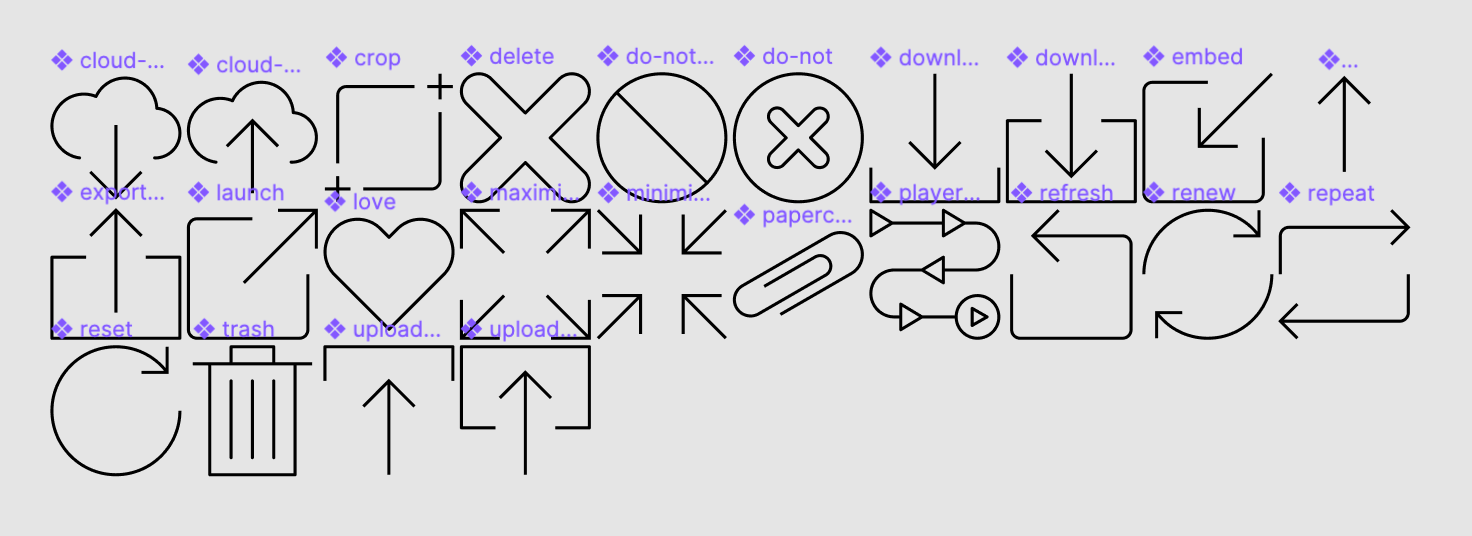 cloud-...
cloud-...
crop
delete
do-not...
do-not
downl...
downl...
embed
...
export...
launch
love
maximi...
minimi...
paperc...
player...
refresh
renew
repeat
reset
trash
upload...
upload...